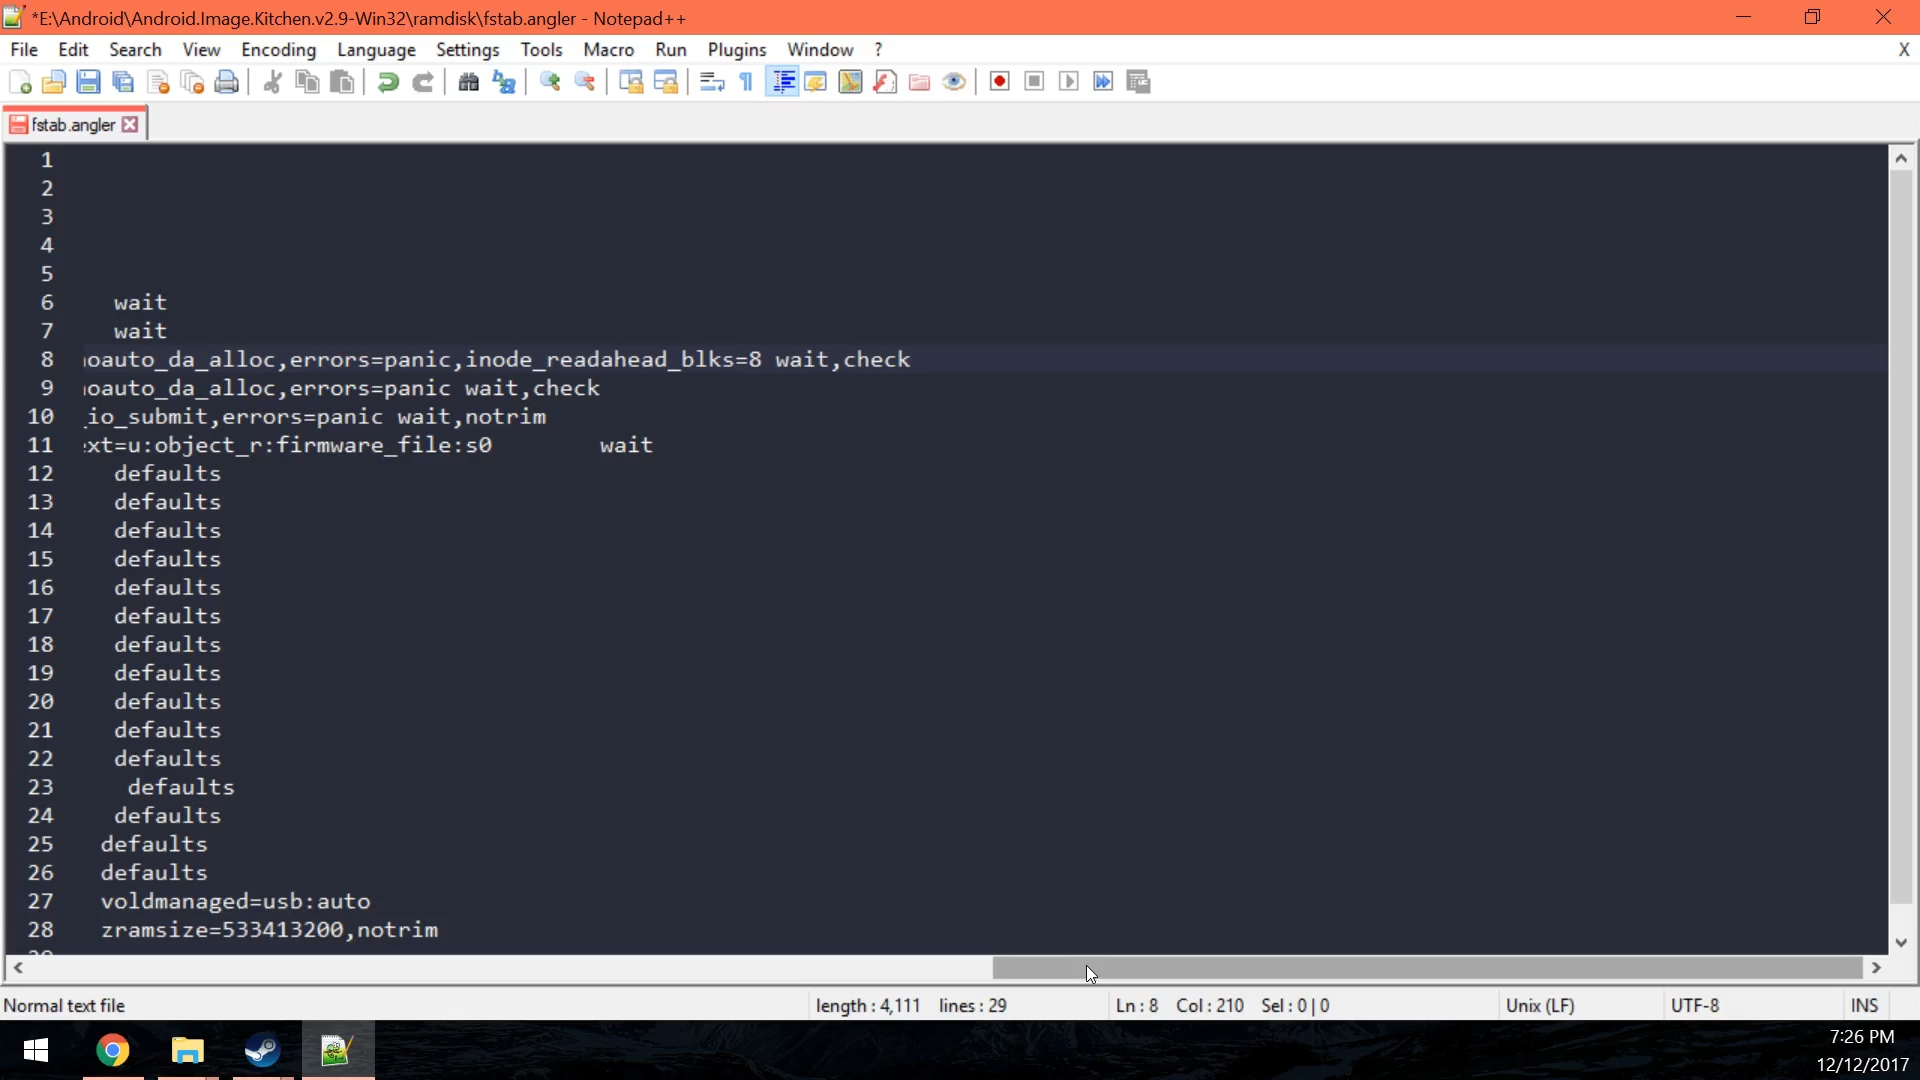 *E:\Android\Android.Image.Kitchen.v2.9-Win32\ramdisk\fstab.angler - Notepad++
File Edit Search View Encoding Language Settings Tools Macro Run Plugins Window ? X
fstab.angler
1
2
3
4
5
6 wait
7 wait
8 oauto_da_alloc,errors=panic,inode_readahead_blks=8 wait,check
9 oauto_da_alloc,errors=panic wait,check
10 _io_submit,errors=panic wait,notrim
11 xt=u:object_r:firmware_file:s0 wait
12 defaults
13 defaults
14 defaults
15 defaults
16 defaults
17 defaults
18 defaults
19 defaults
20 defaults
21 defaults
22 defaults
23 defaults
24 defaults
25 defaults
26 defaults
27 voldmanaged=usb:auto
28 zramsize=533413200,notrim
Normal text file length : 4,111 lines : 29 Ln : 8 Col : 210 Sel : 0 | 0 Unix (LF) UTF-8 INS
7:26 PM
12/12/2017